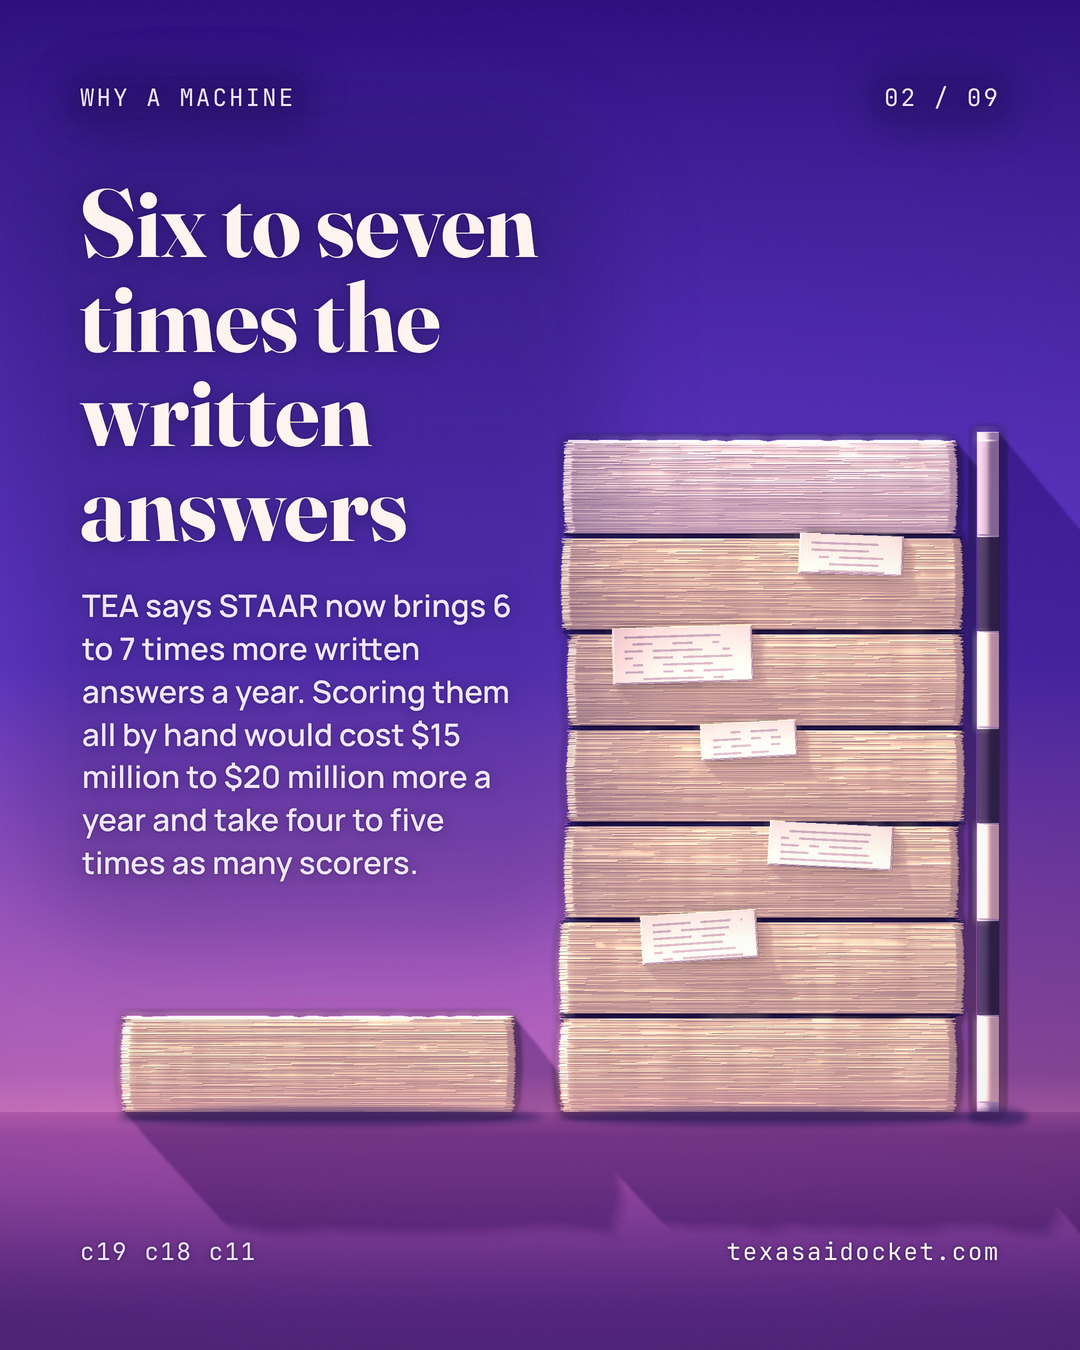 WHY A MACHINE
02 / 09
Six to seven
times the
written
answers
TEA says STAAR now brings 6
to 7 times more written
answers a year. Scoring them
all by hand would cost $15
million to $20 million more a
year and take four to five
times as many scorers.
c19 c18 c11
texasaidocket.com